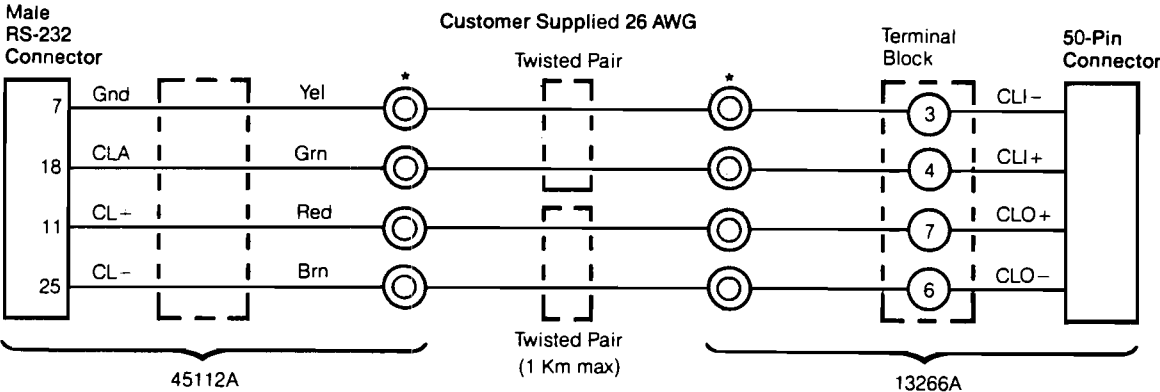 Male
RS-232
Connector
Customer Supplied 26 AWG
Twisted Pair
Terminal
Block
50-Pin
Connector
* *
7 Gnd Yel 3 CLI−
18 CLA Grn 4 CLI+
11 CL+ Red 7 CLO+
25 CL− Brn 6 CLO−
Twisted Pair
(1 Km max)
45112A
13266A